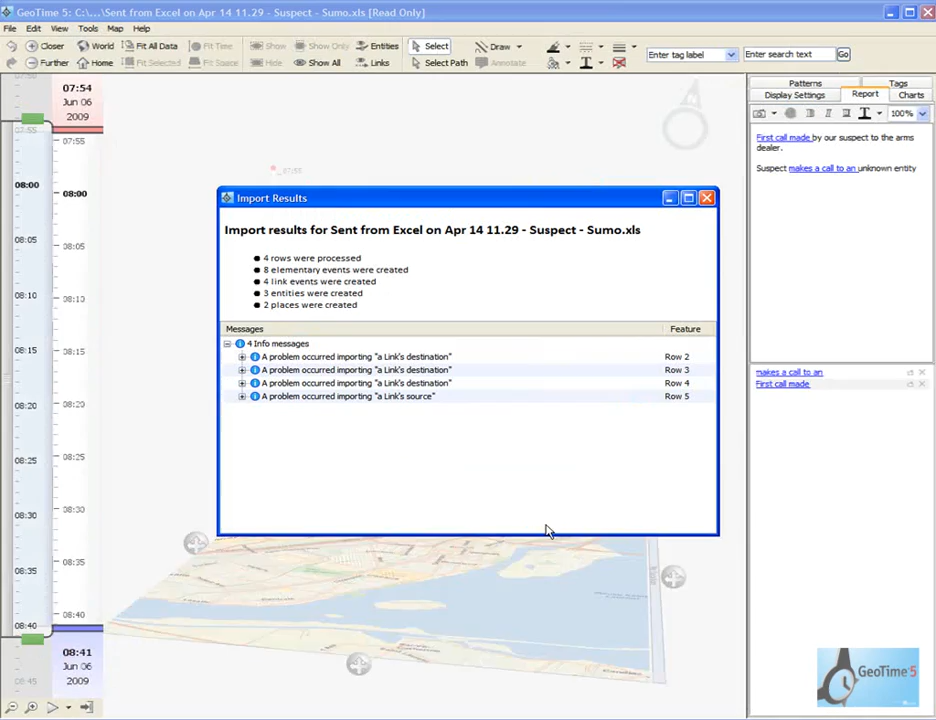 GeoTime 5: C:\...\Sent from Excel on Apr 14 11.29 - Suspect - Sumo.xls [Read Only]
File Edit View Tools Map Help
Closer World Fit All Data Fit Time Show Show Only Entities Select Draw Enter tag label Enter search text Go
Further Home Fit Selected Fit Space Hide Show All Links Select Path Annotate
07:50
07:54
Jun 06
2009
07:55
07:55
08:00
08:00
08:05
08:05
08:10
08:10
08:15
08:15
08:20
08:20
08:25
08:25
08:30
08:30
08:35
08:35
08:40
08:40
08:41
Jun 06
2009
08:45
N
07:55
Import Results
Import results for Sent from Excel on Apr 14 11.29 - Suspect - Sumo.xls
4 rows were processed
8 elementary events were created
4 link events were created
3 entities were created
2 places were created
Messages Feature
4 Info messages
A problem occurred importing "a Link's destination" Row 2
A problem occurred importing "a Link's destination" Row 3
A problem occurred importing "a Link's destination" Row 4
A problem occurred importing "a Link's source" Row 5
Patterns Tags
Display Settings Report Charts
B I T 100%
First call made by our suspect to the arms
dealer.
Suspect makes a call to an unknown entity
makes a call to an
First call made
GeoTime 5